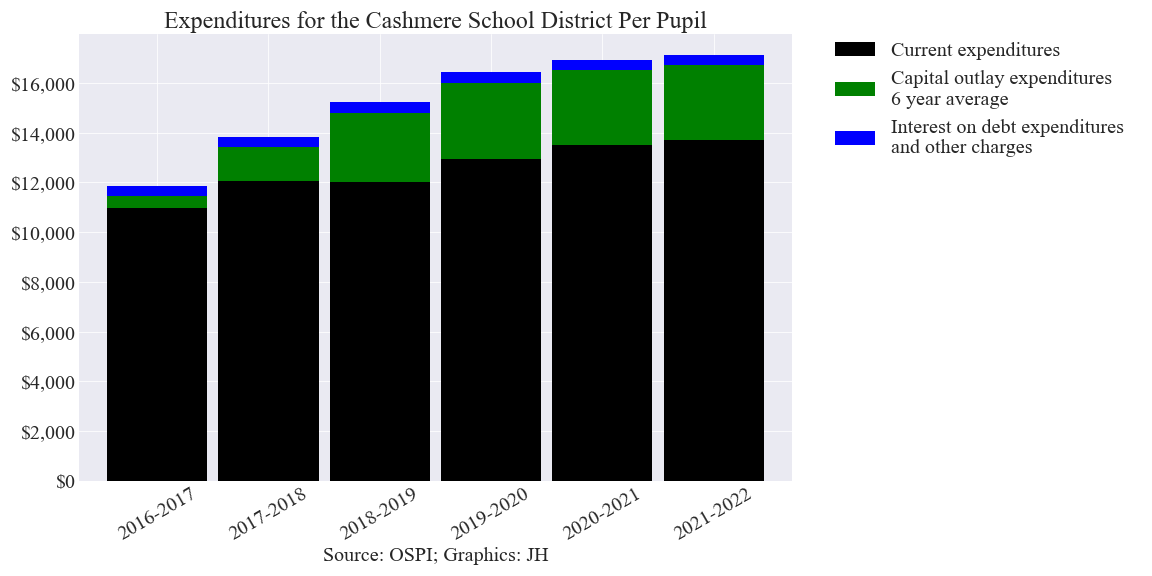 Expenditures for the Cashmere School District Per Pupil
Current expenditures
Capital outlay expenditures
6 year average
Interest on debt expenditures
and other charges
$16,000
$14,000
$12,000
$10,000
$8,000
$6,000
$4,000
$2,000
$0
2016-2017
2017-2018
2018-2019
2019-2020
2020-2021
2021-2022
Source: OSPI; Graphics: JH